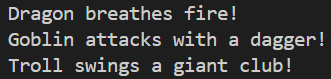 Dragon breathes fire!
Goblin attacks with a dagger!
Troll swings a giant club!